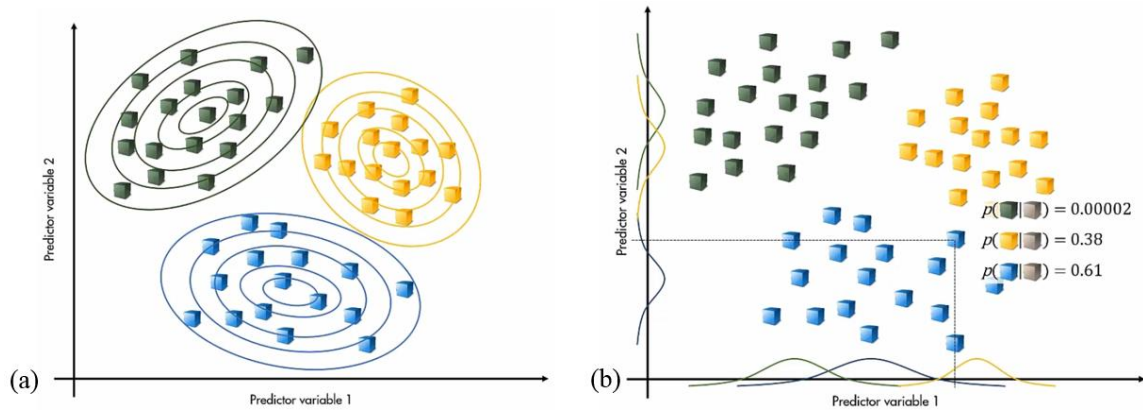 (a)
Predictor variable 2
Predictor variable 1
(b)
Predictor variable 2
p( | ) = 0.00002
p( | ) = 0.38
p( | ) = 0.61
Predictor variable 1